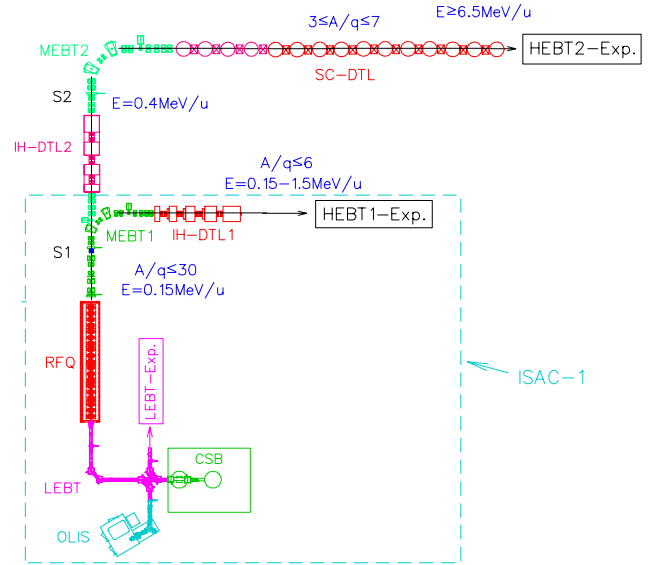 3≤A/q≤7
E≥6.5MeV/u
MEBT2
HEBT2-Exp.
SC-DTL
S2
E=0.4MeV/u
IH-DTL2
A/q≤6
E=0.15-1.5MeV/u
HEBT1-Exp.
MEBT1
IH-DTL1
S1
A/q≤30
E=0.15MeV/u
RFQ
LEBT-Exp.
ISAC-1
CSB
LEBT
OLIS